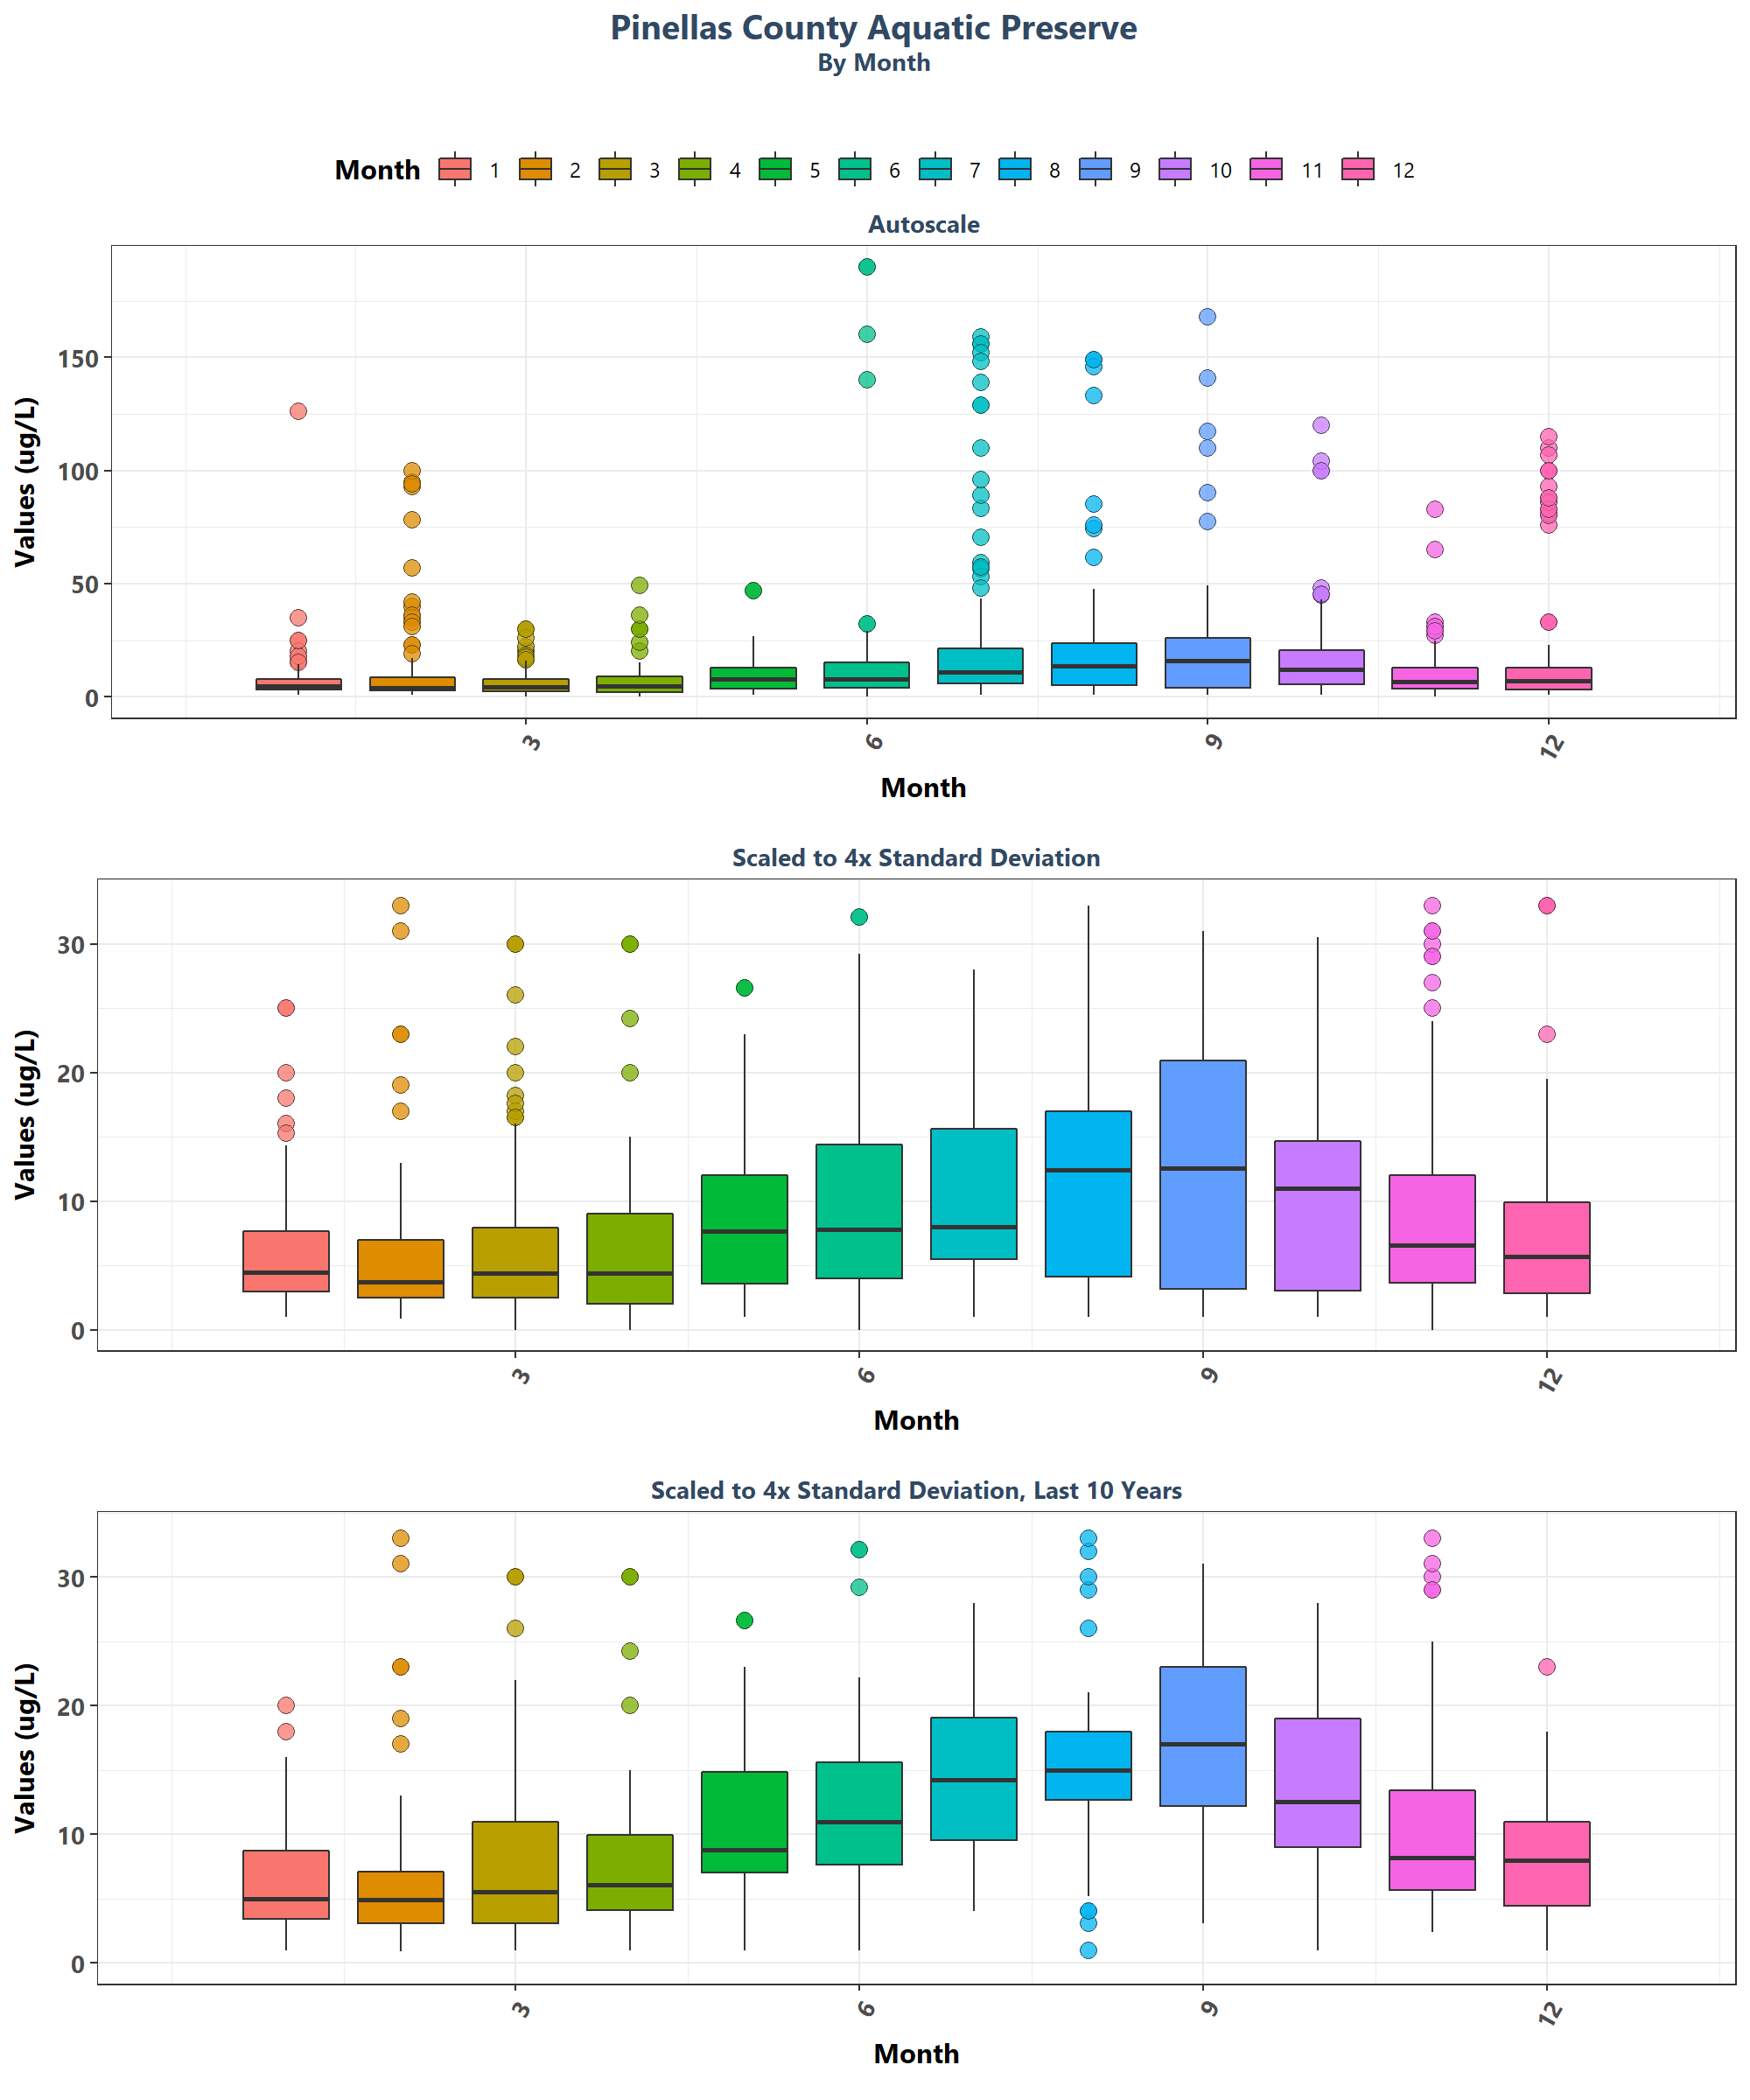 Pinellas County Aquatic Preserve
By Month
Month 1 2 3 4 5 6 7 8 9 10 11 12
Autoscale
Values (ug/L)
150
100
50
0
3 6 9 12
Month
Scaled to 4x Standard Deviation
Values (ug/L)
30
20
10
0
3 6 9 12
Month
Scaled to 4x Standard Deviation, Last 10 Years
Values (ug/L)
30
20
10
0
3 6 9 12
Month